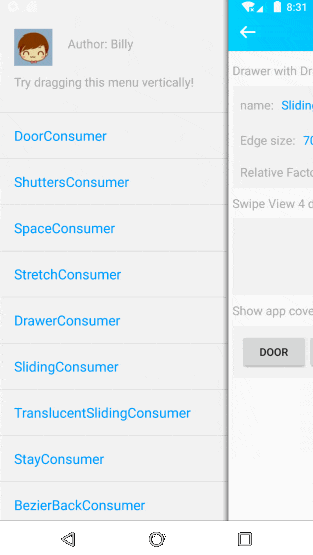 8:31
Author: Billy
Try dragging this menu vertically!
DoorConsumer
ShuttersConsumer
SpaceConsumer
StretchConsumer
DrawerConsumer
SlidingConsumer
TranslucentSlidingConsumer
StayConsumer
BezierBackConsumer
Drawer with Dr
name: Sliding
Edge size: 70
Relative Facto
Swipe View 4 d
Show app cove
DOOR